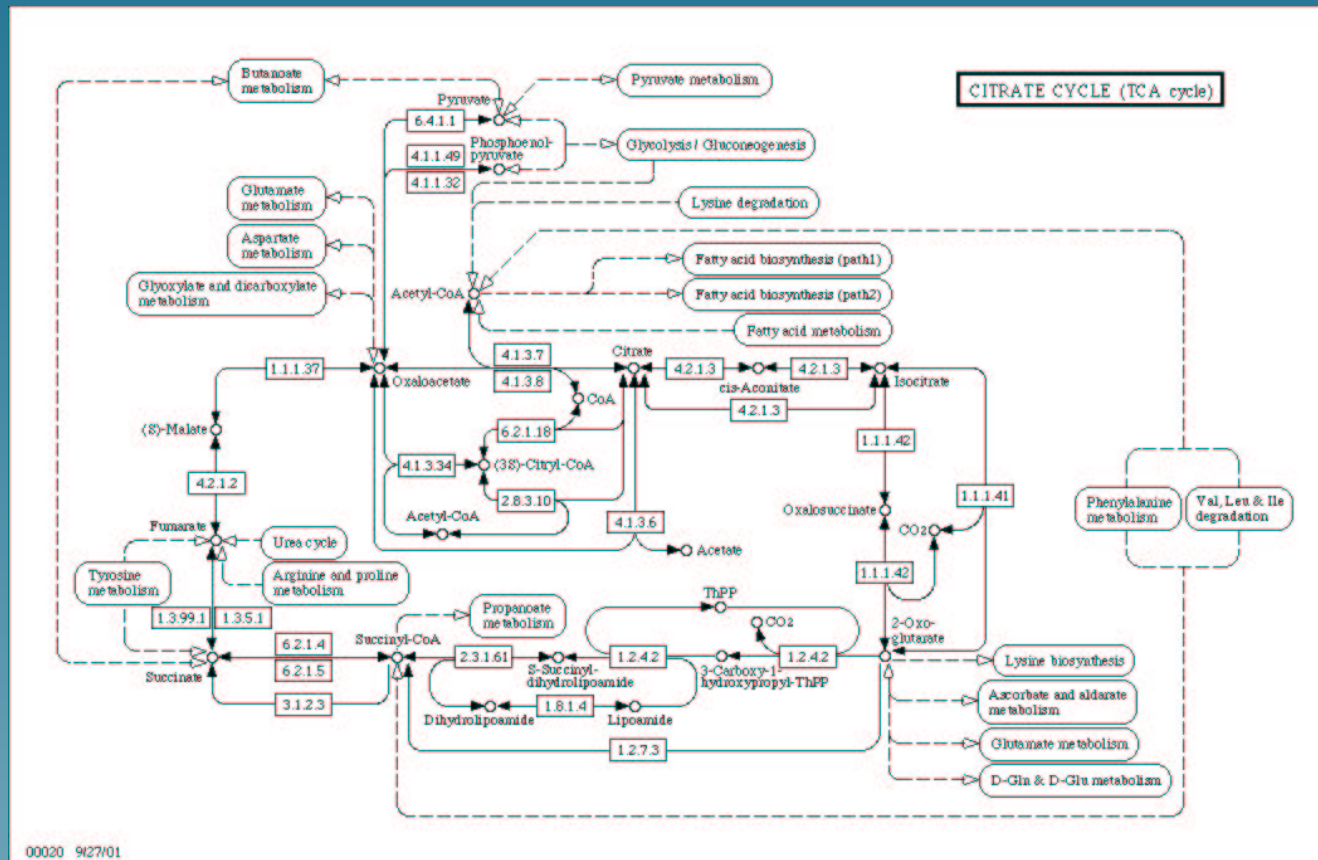 Butanoate
metabolism
Pyruvate
Pyruvate metabolism
CITRATE CYCLE (TCA cycle)
6.4.1.1
Phosphoenol-
pyruvate
4.1.1.49
4.1.1.32
Glycolysis / Gluconeogenesis
Glutamate
metabolism
Lysine degradation
Aspartate
metabolism
Fatty acid biosynthesis (path1)
Glyoxylate and dicarboxylate
metabolism
Acetyl-CoA
Fatty acid biosynthesis (path2)
Fatty acid metabolism
1.1.1.37
Oxaloacetate
4.1.3.7
4.1.3.8
Citrate
4.2.1.3
cis-Aconitate
4.2.1.3
Isocitrate
CoA
4.2.1.3
(S)-Malate
6.2.1.18
1.1.1.42
4.1.3.34
(3S)-Citryl-CoA
4.2.1.2
2.8.3.10
1.1.1.41
Phenylalanine
metabolism
Val, Leu & Ile
degradation
Oxalosuccinate
Acetyl-CoA
4.1.3.6
CO2
Fumarate
Urea cycle
Acetate
Tyrosine
metabolism
Arginine and proline
metabolism
1.1.1.42
ThPP
1.3.99.1
1.3.5.1
Propanoate
metabolism
CO2
2-Oxo-
glutarate
6.2.1.4
Succinyl-CoA
2.3.1.61
1.2.4.2
1.2.4.2
Lysine biosynthesis
6.2.1.5
Succinate
S-Succinyl-
dihydrolipoamide
3-Carboxy-1-
hydroxypropyl-ThPP
3.1.2.3
1.8.1.4
Dihydrolipoamide
Lipoamide
Ascorbate and aldarate
metabolism
1.2.7.3
Glutamate metabolism
D-Gln & D-Glu metabolism
00020 9/27/01